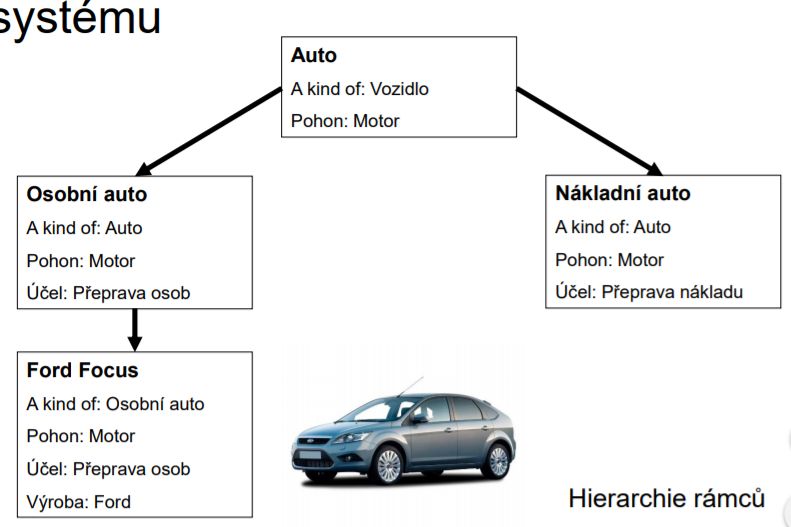 systému
Auto
A kind of: Vozidlo
Pohon: Motor
Osobní auto
A kind of: Auto
Pohon: Motor
Účel: Přeprava osob
Nákladní auto
A kind of: Auto
Pohon: Motor
Účel: Přeprava nákladu
Ford Focus
A kind of: Osobní auto
Pohon: Motor
Účel: Přeprava osob
Výroba: Ford
Hierarchie rámců